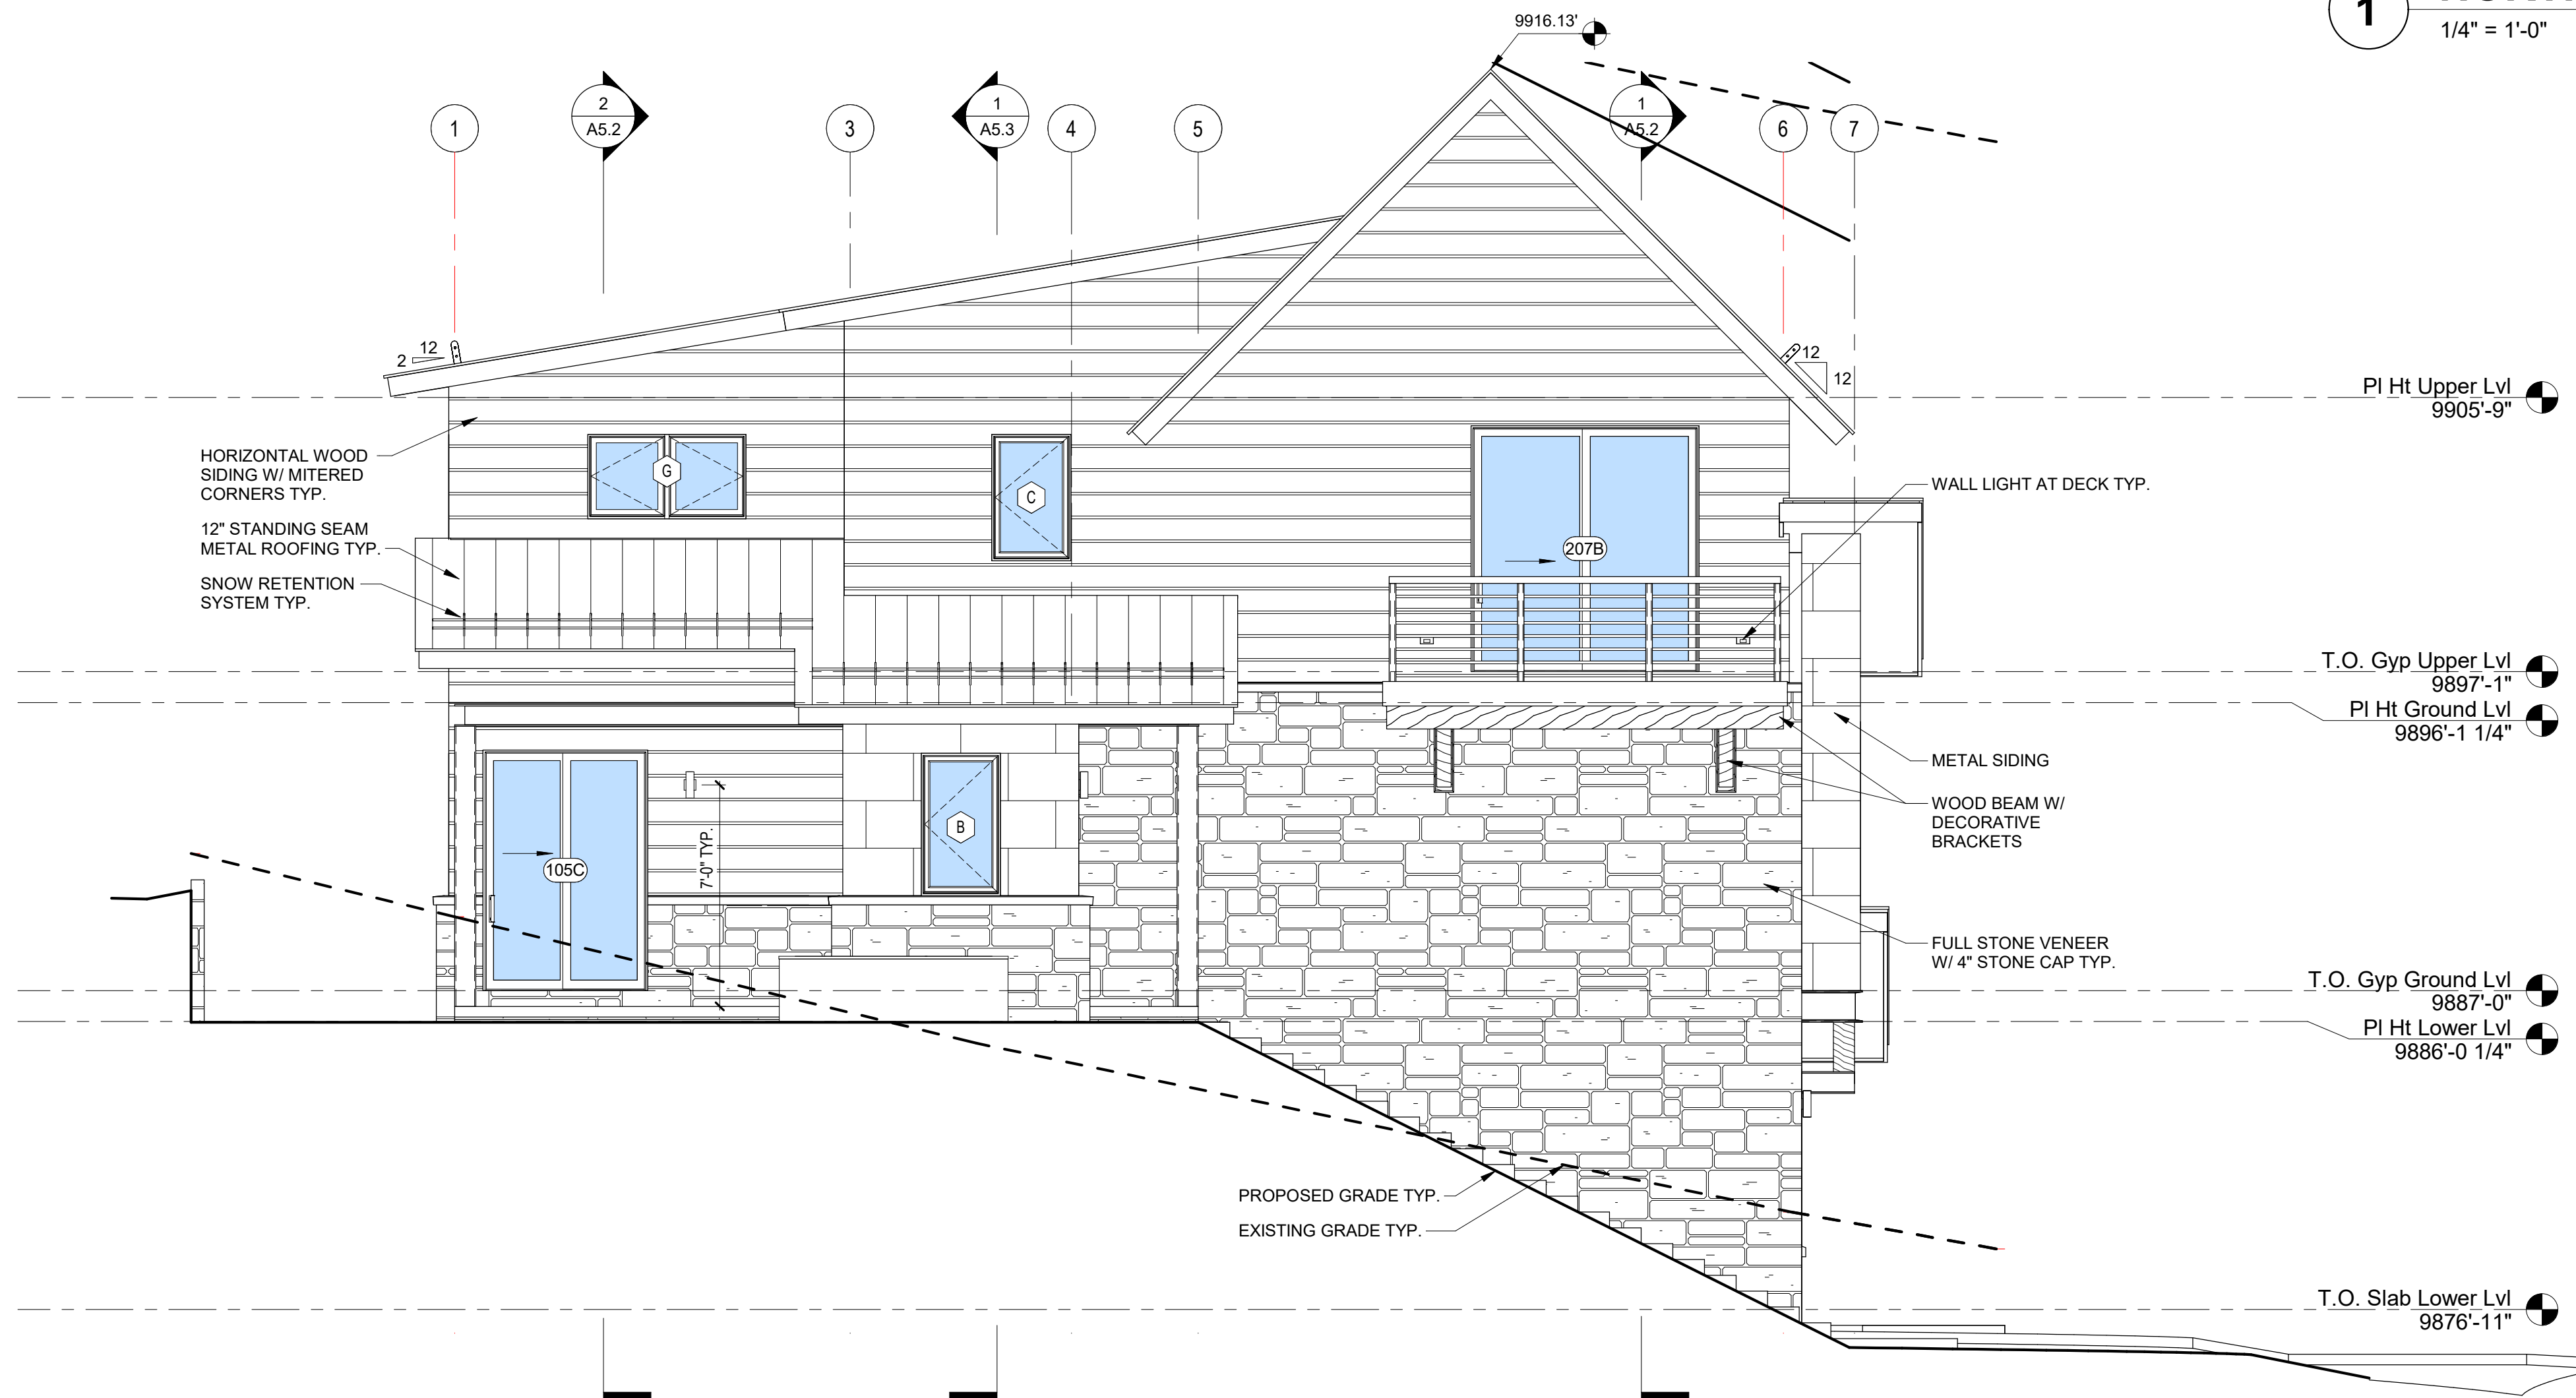 9916.13'
1
1/4" = 1'-0"
1
2
A5.2
3
1
A5.3
4
5
1
A5.2
6
7
12
2
12
12
Pl Ht Upper Lvl
9905'-9"
HORIZONTAL WOOD
SIDING W/ MITERED
CORNERS TYP.
G
C
WALL LIGHT AT DECK TYP.
12" STANDING SEAM
METAL ROOFING TYP.
207B
SNOW RETENTION
SYSTEM TYP.
T.O. Gyp Upper Lvl
9897'-1"
Pl Ht Ground Lvl
9896'-1 1/4"
METAL SIDING
WOOD BEAM W/
DECORATIVE
BRACKETS
B
7'-0" TYP.
105C
FULL STONE VENEER
W/ 4" STONE CAP TYP.
T.O. Gyp Ground Lvl
9887'-0"
Pl Ht Lower Lvl
9886'-0 1/4"
PROPOSED GRADE TYP.
EXISTING GRADE TYP.
T.O. Slab Lower Lvl
9876'-11"